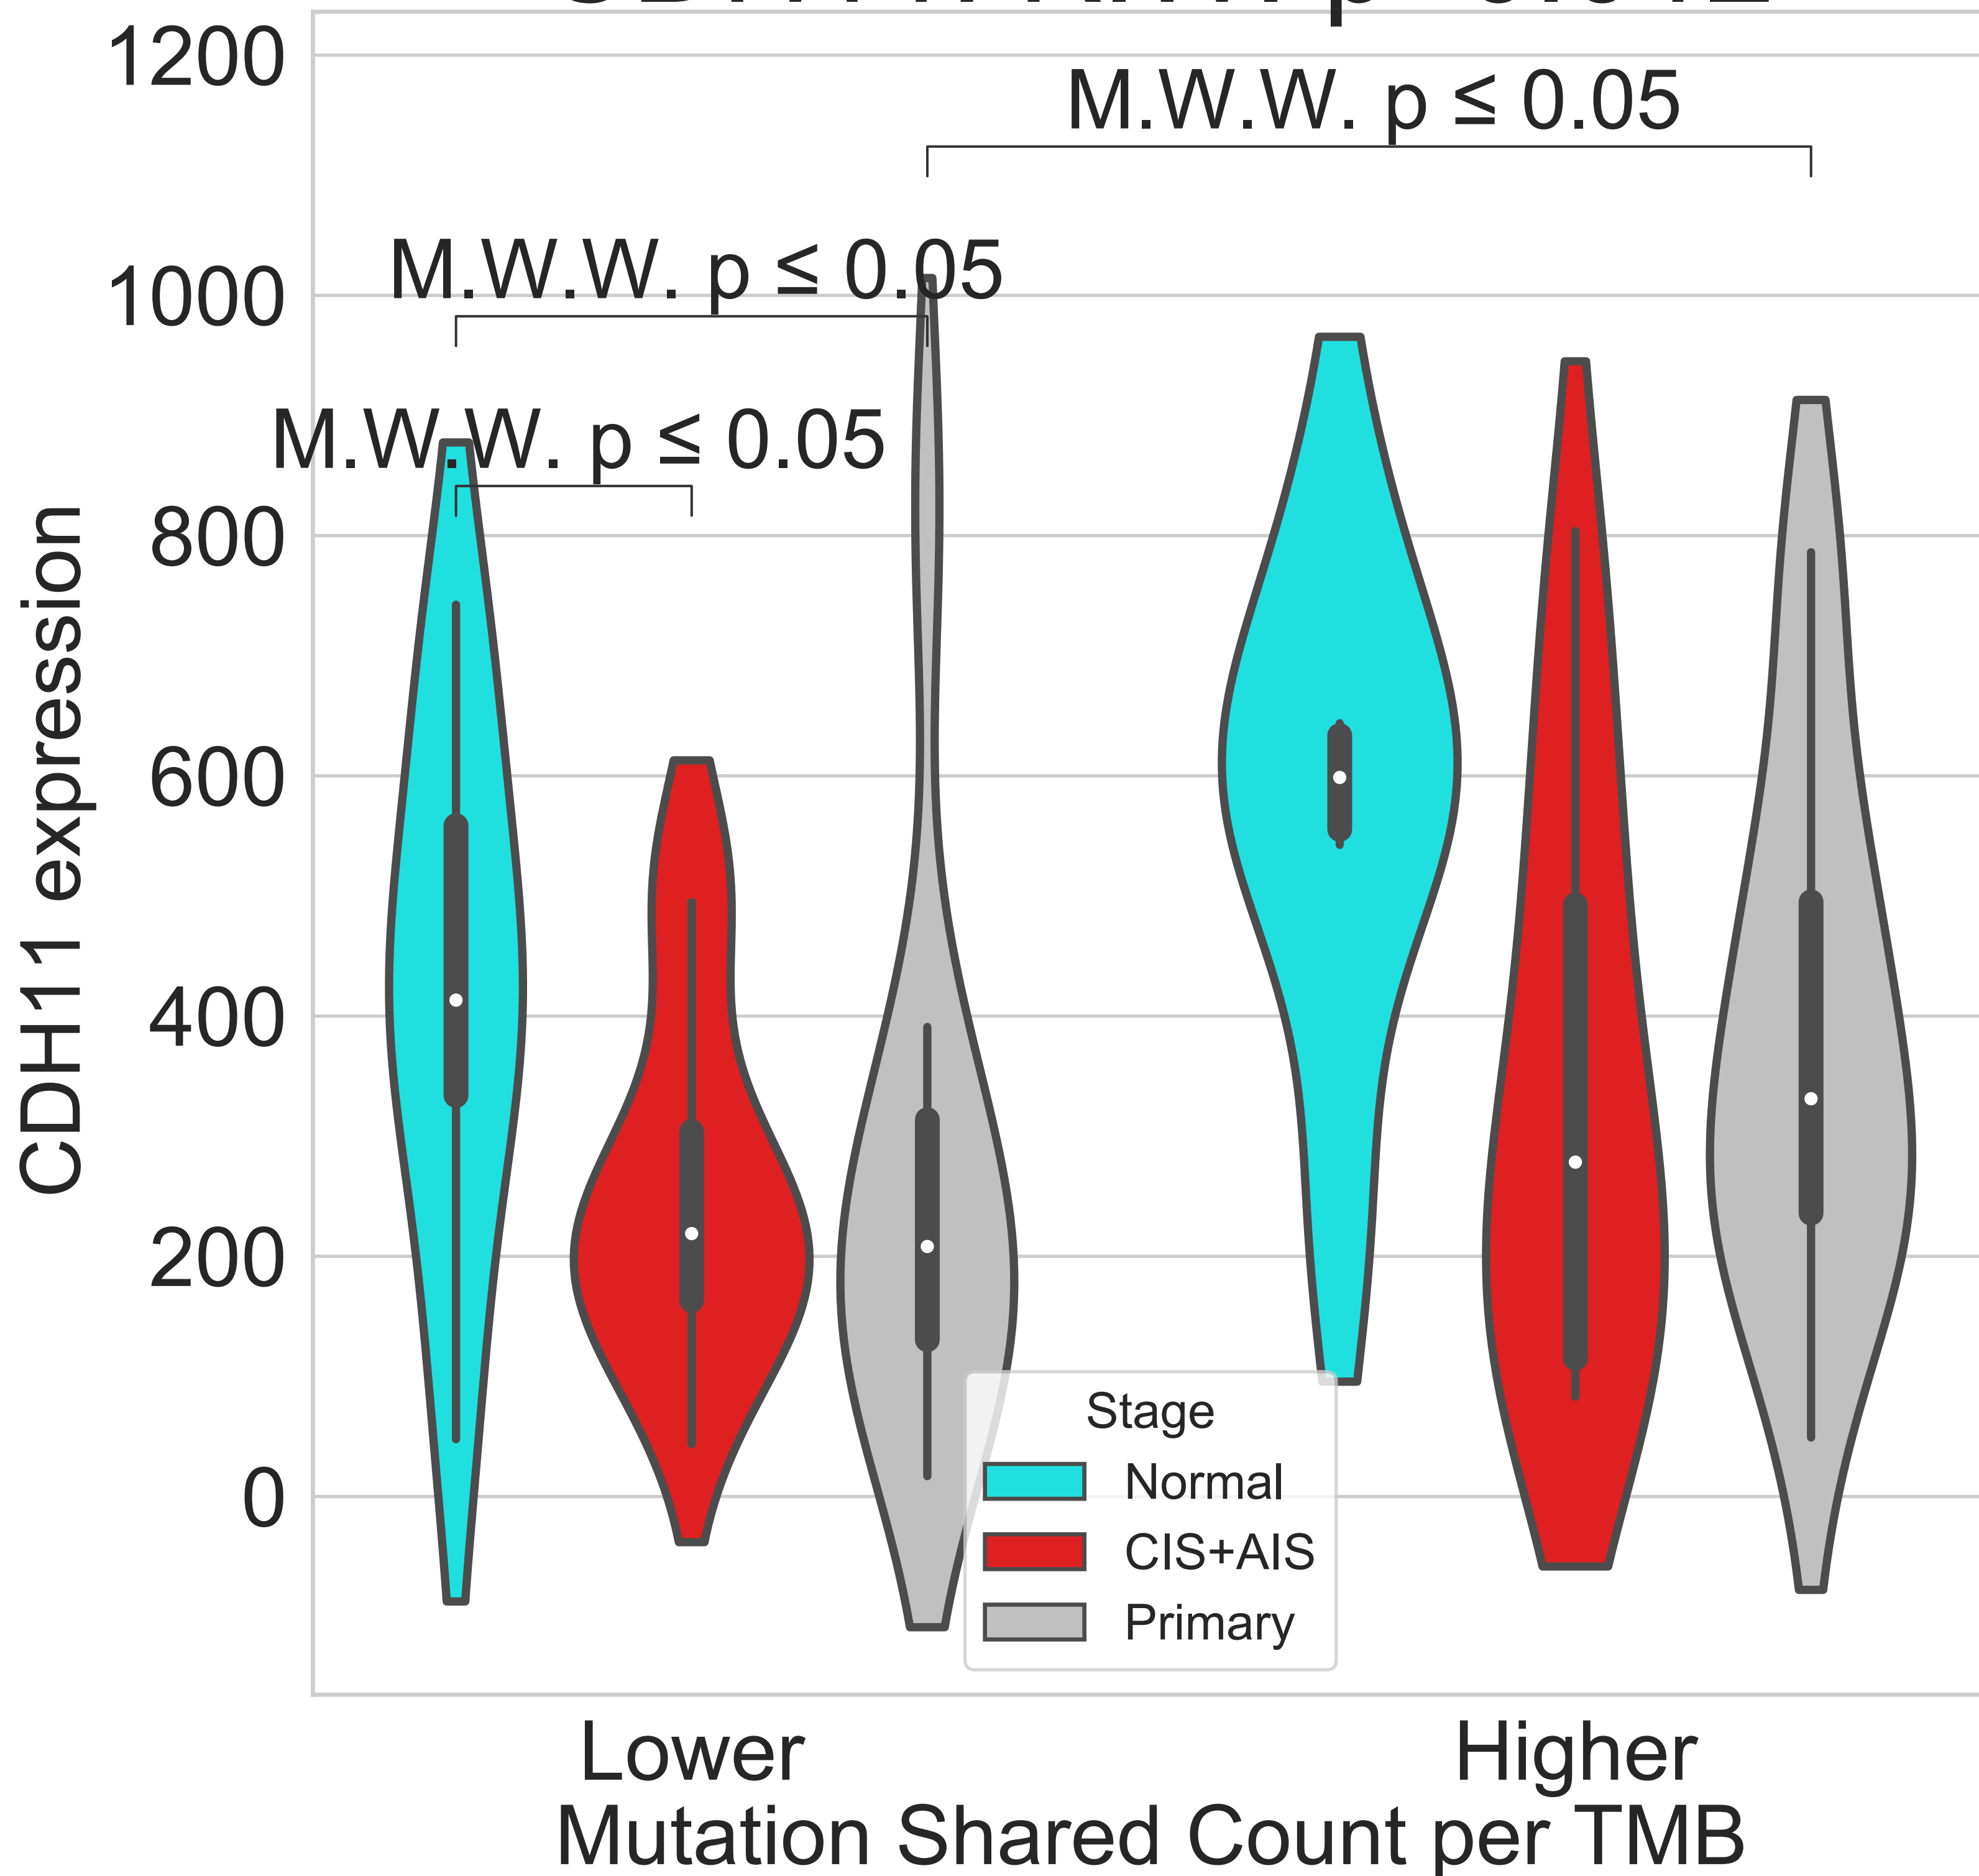 1200
M.W.W. p ≤ 0.05
1000
M.W.W. p ≤ 0.05
M.W.W. p ≤ 0.05
800
600
400
200
0
CDH11 expression
Stage
Normal
CIS+AIS
Primary
Lower
Higher
Mutation Shared Count per TMB